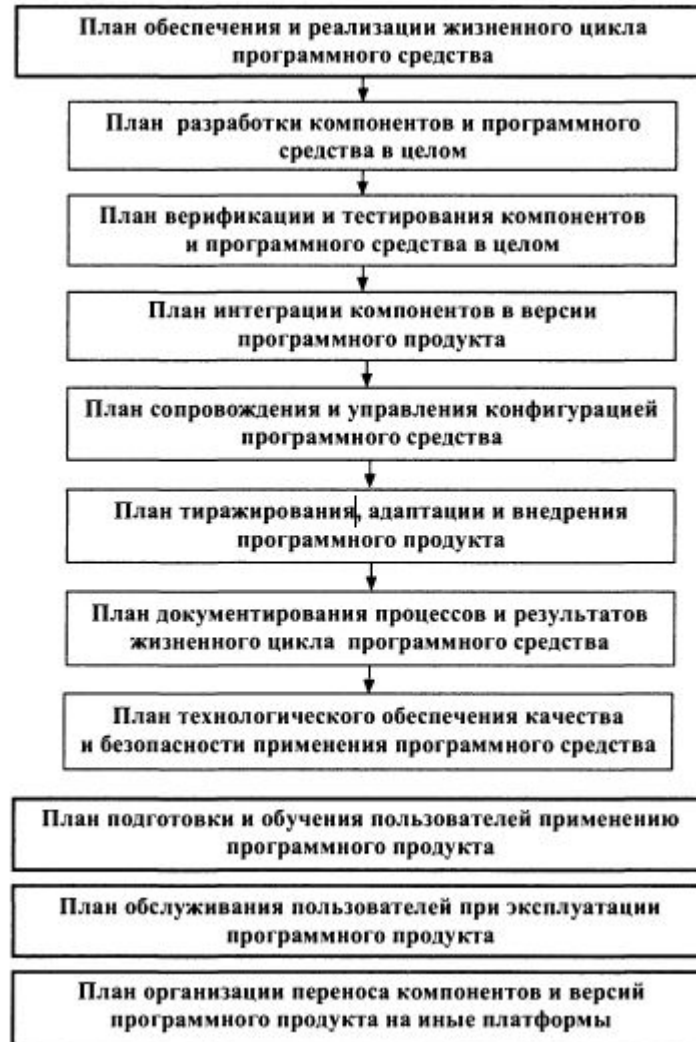 План обеспечения и реализации жизненного цикла
программного средства
План разработки компонентов и программного
средства в целом
План верификации и тестирования компонентов
и программного средства в целом
План интеграции компонентов в версии
программного продукта
План сопровождения и управления конфигурацией
программного средства
План тиражирования, адаптации и внедрения
программного продукта
План документирования процессов и результатов
жизненного цикла программного средства
План технологического обеспечения качества
и безопасности применения программного средства
План подготовки и обучения пользователей применению
программного продукта
План обслуживания пользователей при эксплуатации
программного продукта
План организации переноса компонентов и версий
программного продукта на иные платформы